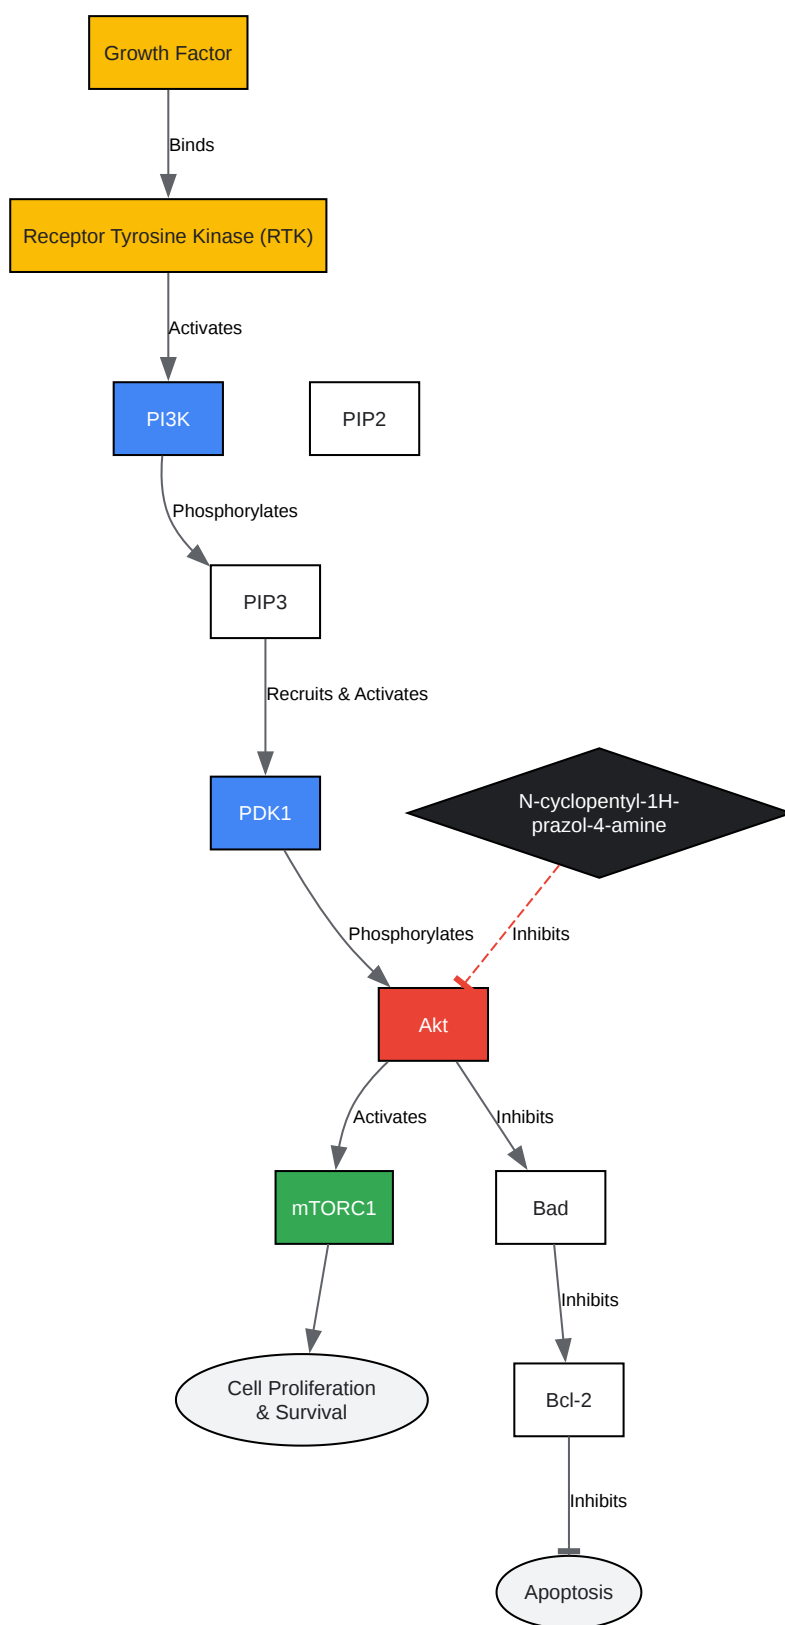 Growth Factor
Binds
Receptor Tyrosine Kinase (RTK)
Activates
PI3K
PIP2
Phosphorylates
PIP3
Recruits & Activates
PDK1
N-cyclopentyl-1H-
prazol-4-amine
Phosphorylates
Inhibits
Akt
Activates
Inhibits
mTORC1
Bad
Inhibits
Cell Proliferation
& Survival
Bcl-2
Inhibits
Apoptosis